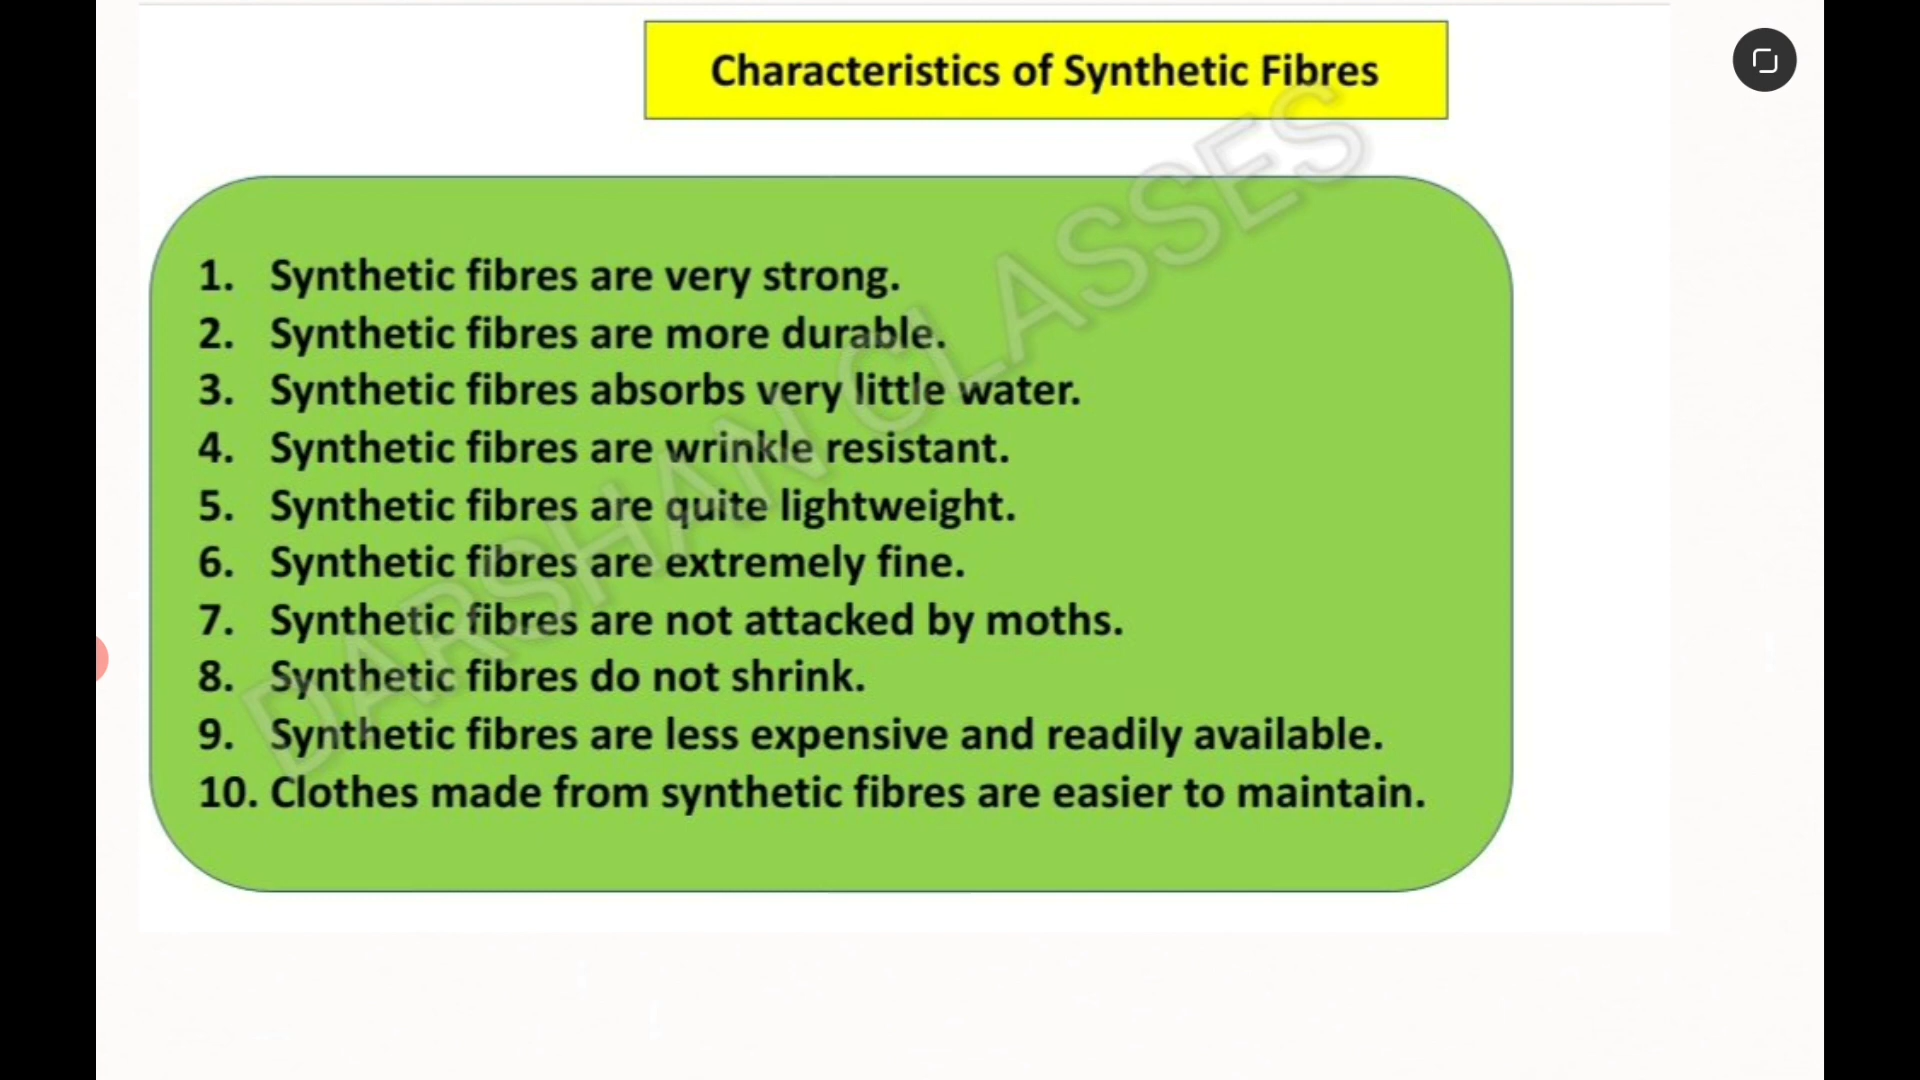 Characteristics of Synthetic Fibres
1. Synthetic fibres are very strong.
2. Synthetic fibres are more durable.
3. Synthetic fibres absorbs very little water.
4. Synthetic fibres are wrinkle resistant.
5. Synthetic fibres are quite lightweight.
6. Synthetic fibres are extremely fine.
7. Synthetic fibres are not attacked by moths.
8. Synthetic fibres do not shrink.
9. Synthetic fibres are less expensive and readily available.
10. Clothes made from synthetic fibres are easier to maintain.
DARSHAN CLASSES